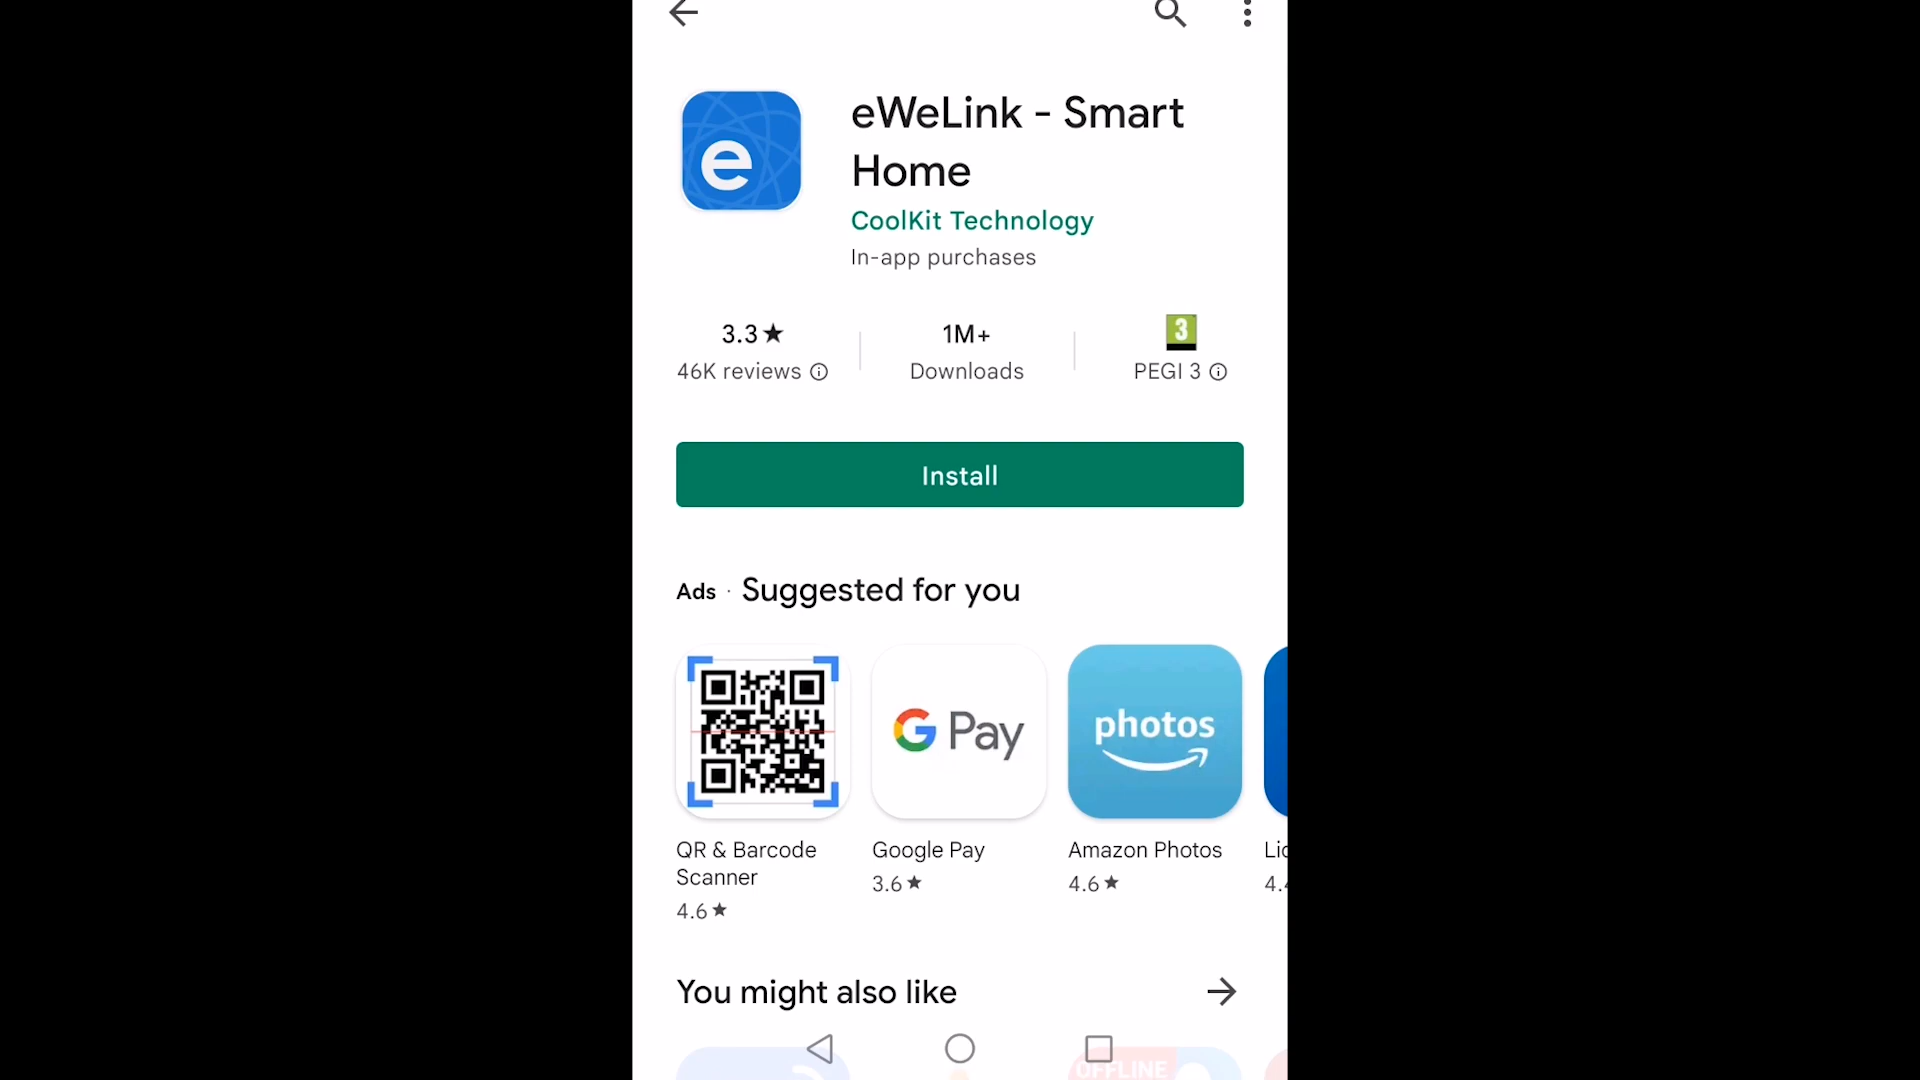 eWeLink - Smart
Home
CoolKit Technology
In-app purchases
3.3★
1M+
3
46K reviews
Downloads
PEGI 3
Install
Ads · Suggested for you
G Pay
photos
QR & Barcode
Scanner
4.6★
Google Pay
3.6★
Amazon Photos
4.6★
You might also like
OFFLINE